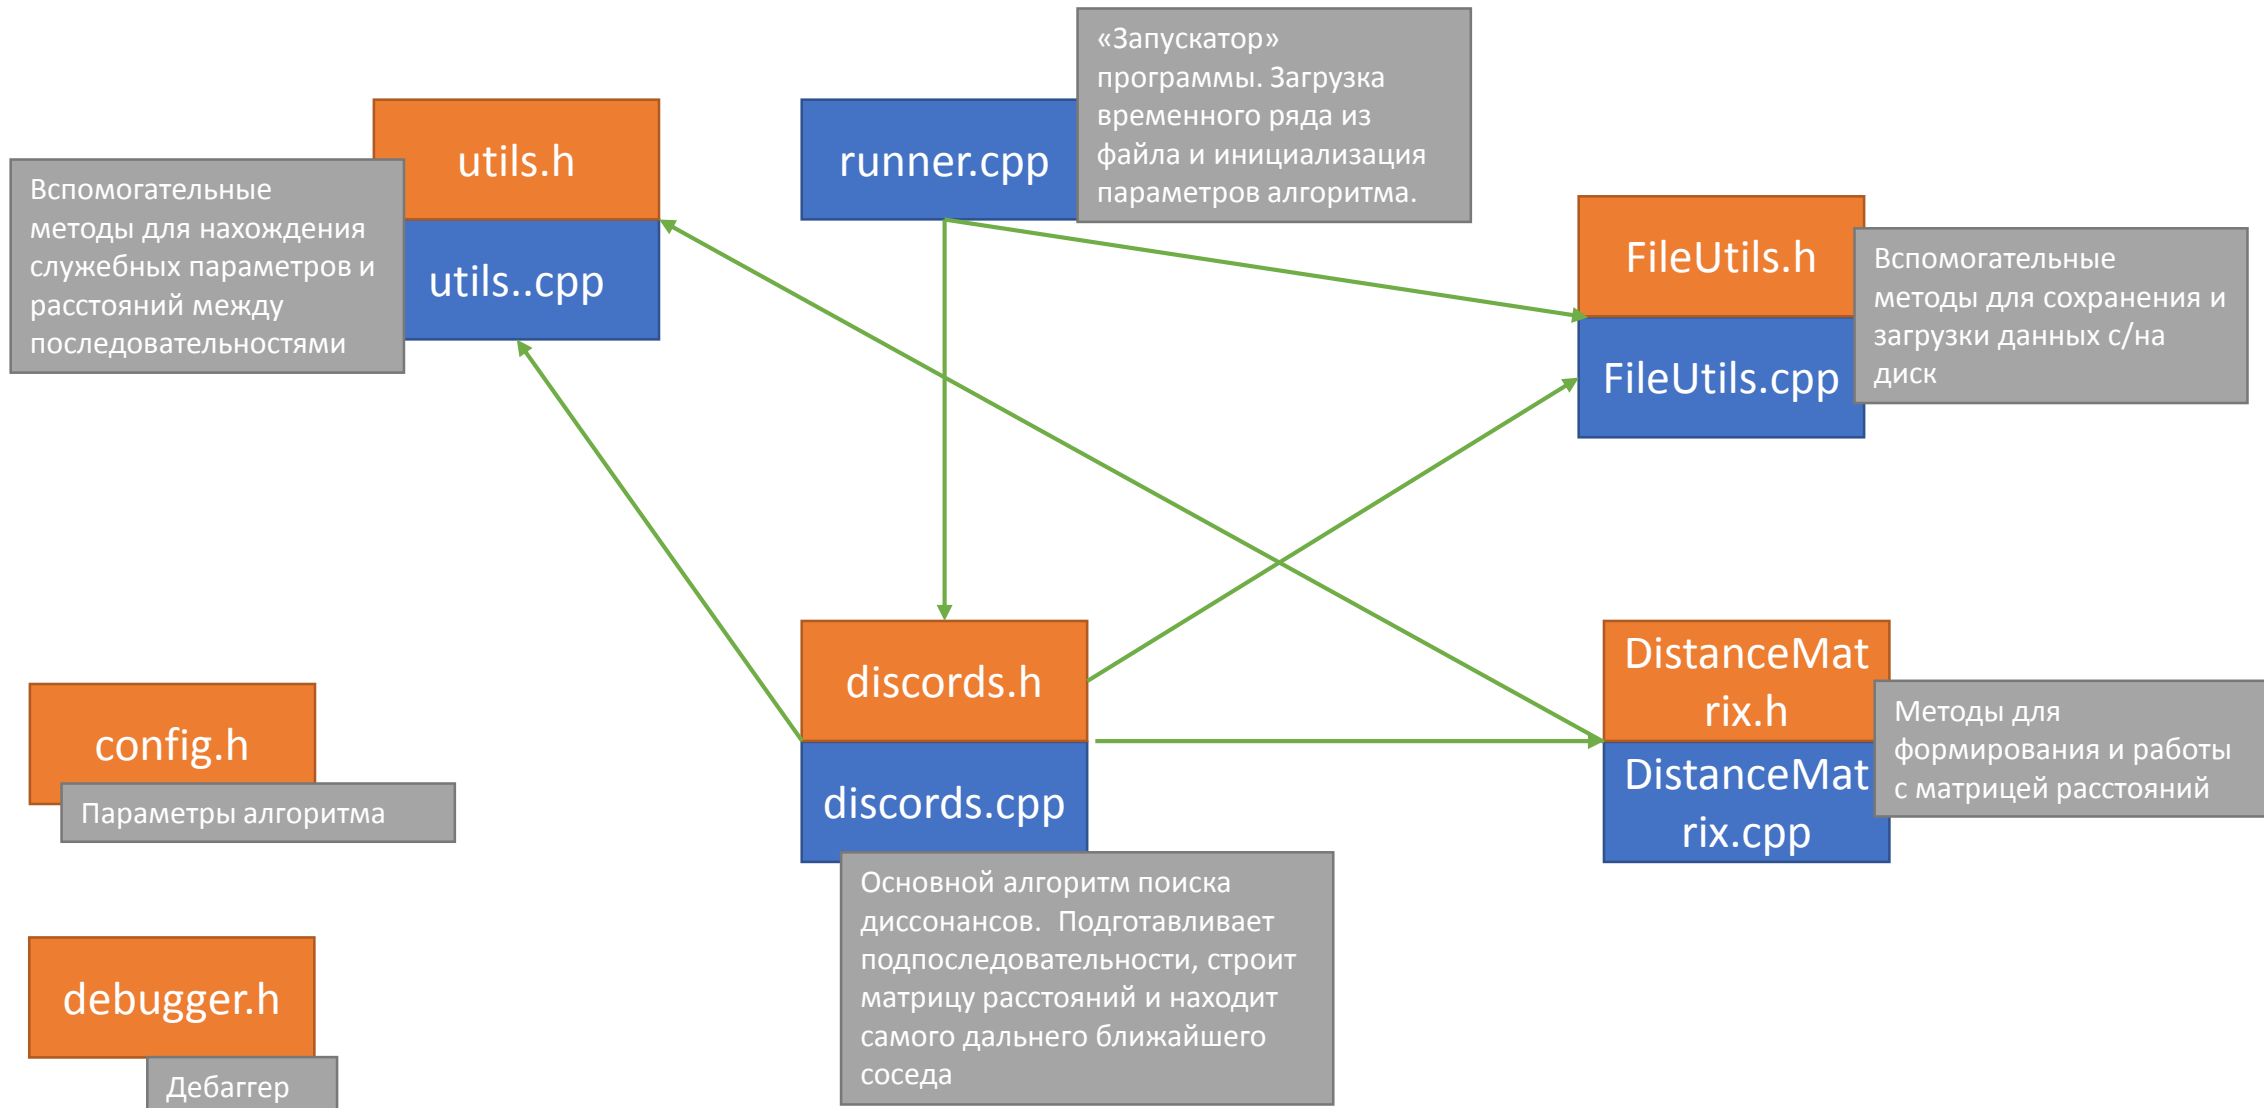 «Запускатор»
программы. Загрузка
временного ряда из
файла и инициализация
параметров алгоритма.
utils.h
runner.cpp
Вспомогательные
методы для нахождения
служебных параметров и
расстояний между
последовательностями
utils..cpp
FileUtils.h
FileUtils.cpp
Вспомогательные
методы для сохранения и
загрузки данных с/на
диск
discords.h
discords.cpp
DistanceMat
rix.h
DistanceMat
rix.cpp
Методы для
формирования и работы
с матрицей расстояний
config.h
Параметры алгоритма
Основной алгоритм поиска
диссонансов. Подготавливает
подпоследовательности, строит
матрицу расстояний и находит
самого дальнего ближайшего
соседа
debugger.h
Дебаггер